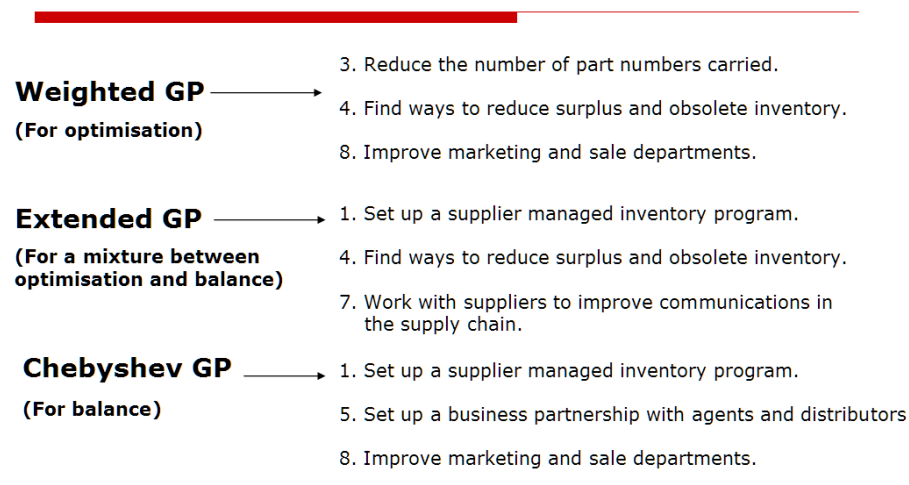 Weighted GP
(For optimisation)
3. Reduce the number of part numbers carried.
4. Find ways to reduce surplus and obsolete inventory.
8. Improve marketing and sale departments.
Extended GP
(For a mixture between
optimisation and balance)
1. Set up a supplier managed inventory program.
4. Find ways to reduce surplus and obsolete inventory.
7. Work with suppliers to improve communications in
the supply chain.
Chebyshev GP
(For balance)
1. Set up a supplier managed inventory program.
5. Set up a business partnership with agents and distributors
8. Improve marketing and sale departments.